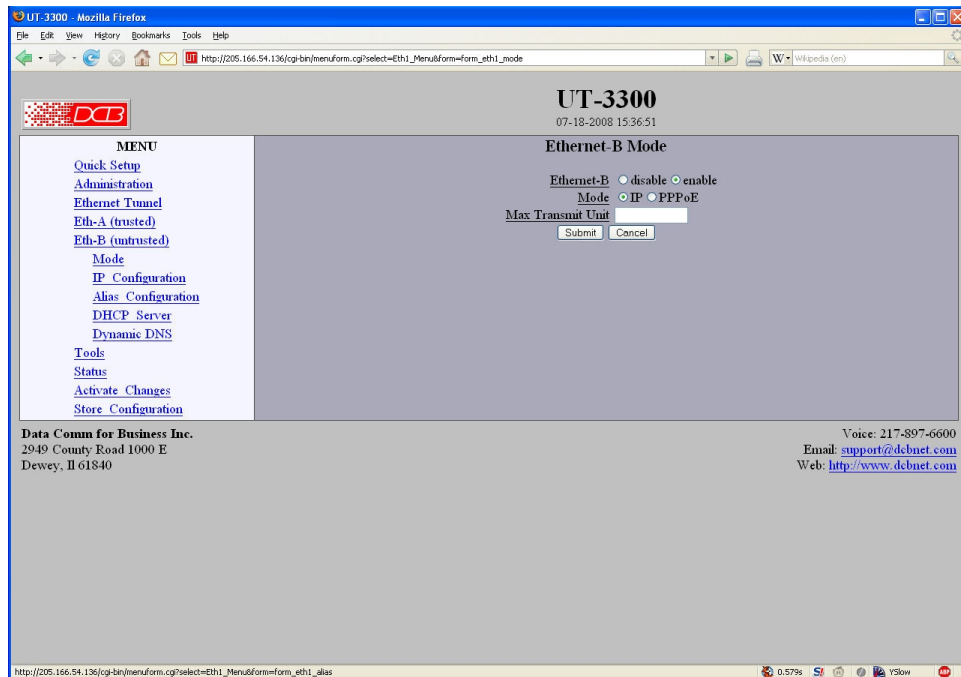 UT-3300 - Mozilla Firefox
File Edit View History Bookmarks Tools Help
UT http://205.166.54.136/cgi-bin/menuform.cgi?select=Eth1_Menu&form=form_eth1_mode W Wikipedia (en)
DCB
UT-3300
07-18-2008 15:36:51
MENU
Quick Setup
Administration
Ethernet Tunnel
Eth-A (trusted)
Eth-B (untrusted)
Mode
IP Configuration
Alias Configuration
DHCP Server
Dynamic DNS
Tools
Status
Activate Changes
Store Configuration
Ethernet-B Mode
Ethernet-B disable enable
Mode IP PPPoE
Max Transmit Unit
Submit Cancel
Data Comm for Business Inc.
2949 County Road 1000 E
Dewey, Il 61840
Voice: 217-897-6600
Email: support@dcbnet.com
Web: http://www.dcbnet.com
http://205.166.54.136/cgi-bin/menuform.cgi?select=Eth1_Menu&form=form_eth1_alias 0.579s S! YSlow ABP